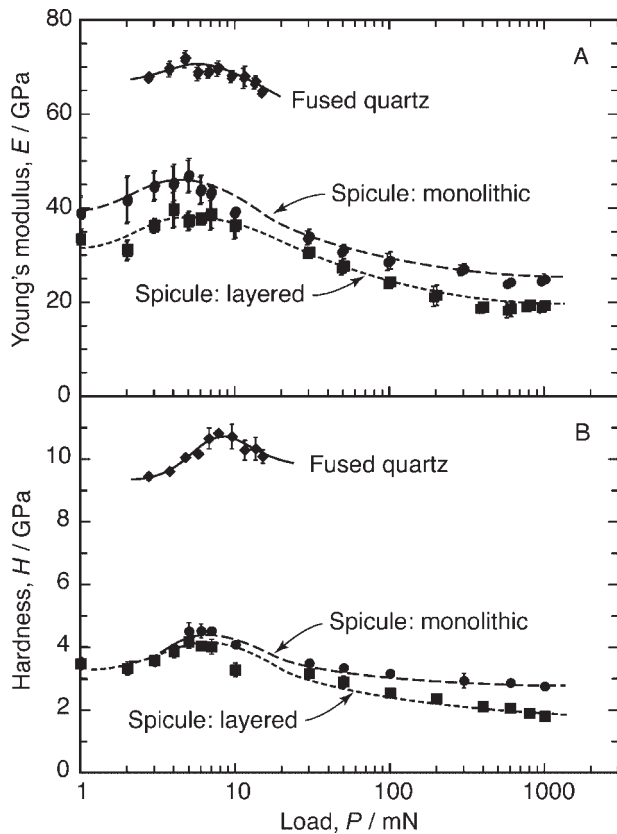 80
A
Fused quartz
60
Spicule: monolithic
40
Spicule: layered
20
0
Young's modulus, E / GPa
B
10
Fused quartz
8
6
Spicule: monolithic
4
Spicule: layered
2
0
Hardness, H / GPa
1 10 100 1000
Load, P / mN